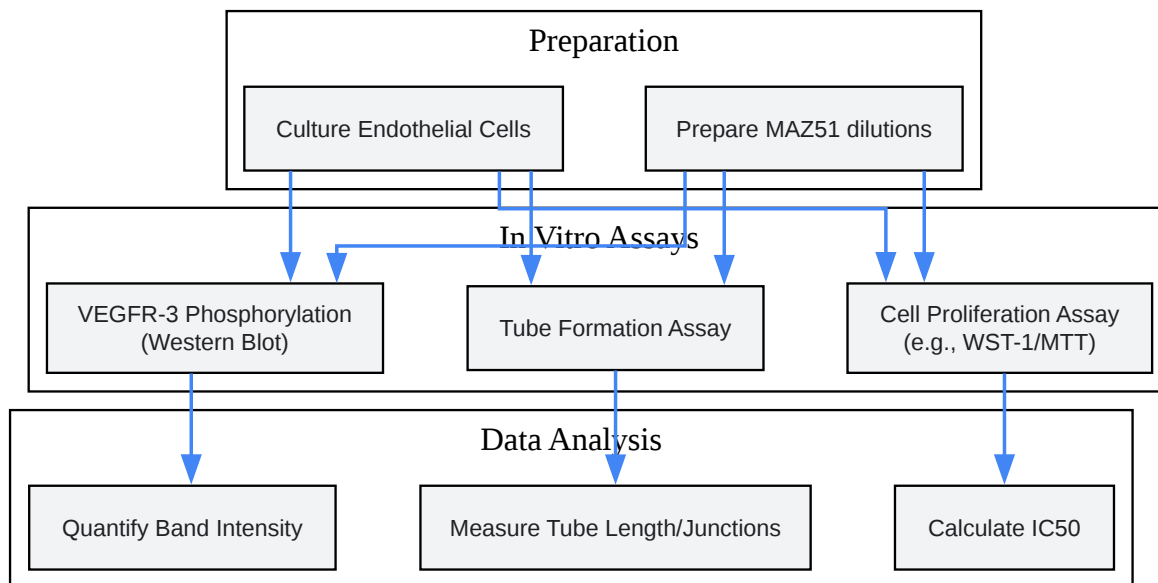 Preparation
Culture Endothelial Cells
Prepare MAZ51 dilutions
In Vitro Assays
VEGFR-3 Phosphorylation
(Western Blot)
Tube Formation Assay
Cell Proliferation Assay
(e.g., WST-1/MTT)
Data Analysis
Quantify Band Intensity
Measure Tube Length/Junctions
Calculate IC50